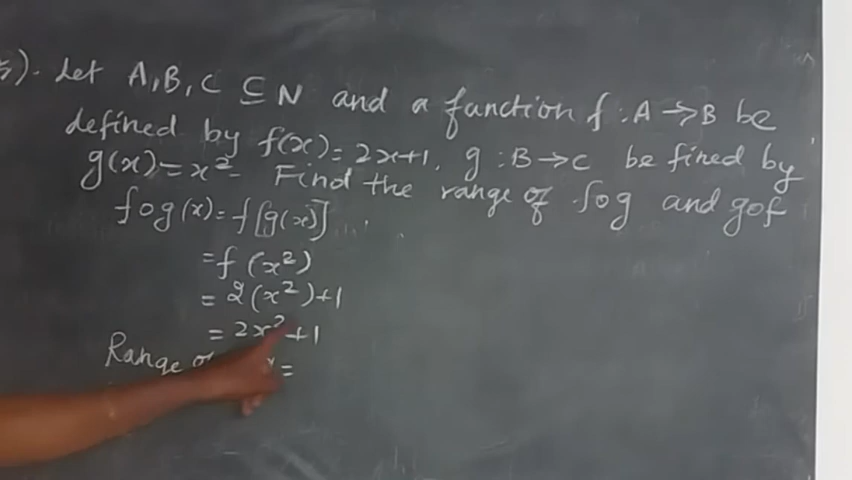 5). Let A, B, C ⊆ N and a function f : A → B be
defined by f(x) = 2x+1, g : B → C be fined by
g(x) = x². Find the range of fog and gof
fog(x) = f[g(x)]
= f(x²)
= 2(x²)+1
= 2x²+1
Range of =